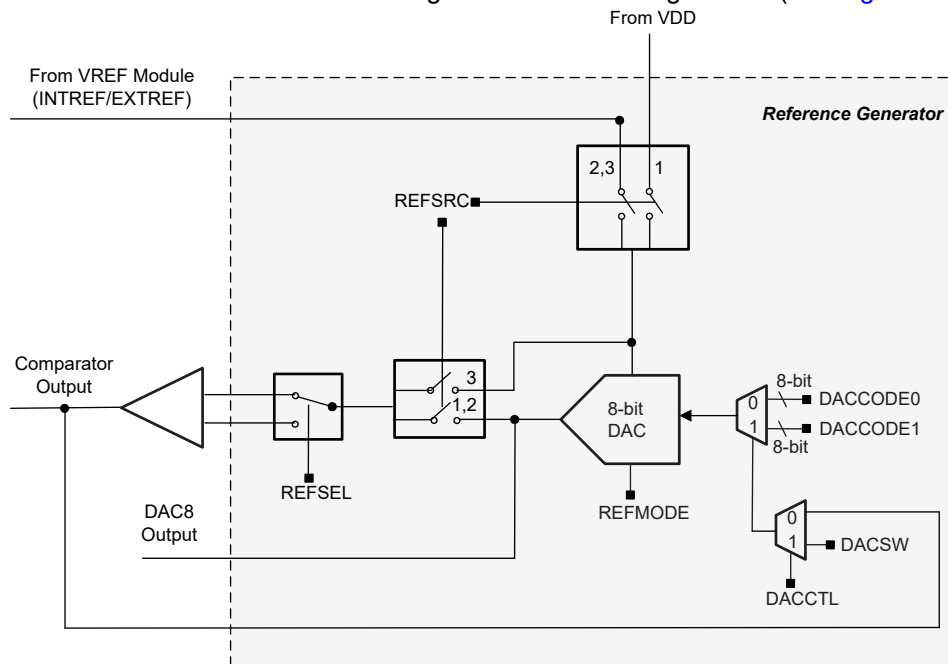 From VDD
From VREF Module
(INTREF/EXTREF)
Reference Generator
2,3
1
REFSRC
Comparator
Output
3
1,2
8-bit
DAC
0
1
8-bit
DACCODE0
DACCODE1
8-bit
REFSEL
REFMODE
DAC8
Output
0
1
DACSW
DACCTL